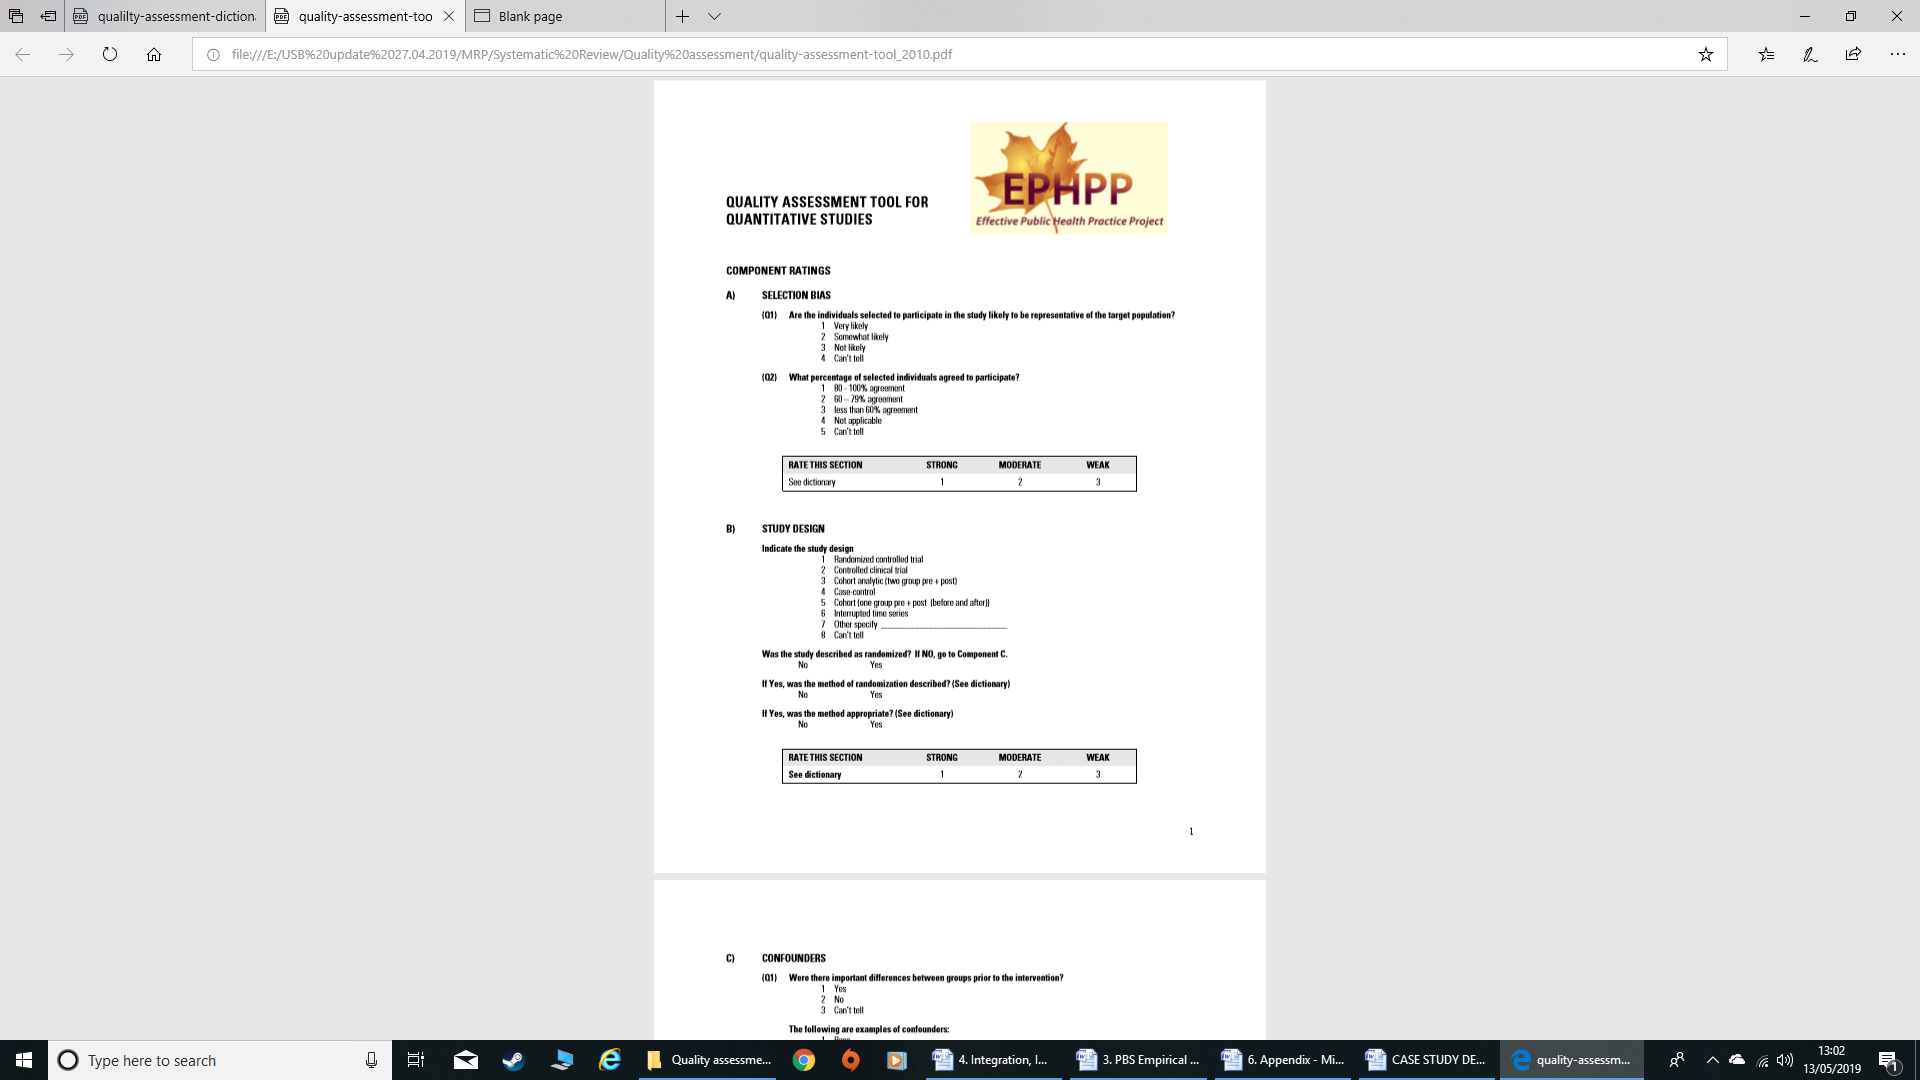 qualilty-assessment-diction
quality-assessment-too
Blank page
file:///E:/USB%20update%2027.04.2019/MRP/Systematic%20Review/Quality%20assessment/quality-assessment-tool_2010.pdf
EPHPP
Effective Public Health Practice Project
QUALITY ASSESSMENT TOOL FOR
QUANTITATIVE STUDIES
COMPONENT RATINGS
A) SELECTION BIAS
(Q1) Are the individuals selected to participate in the study likely to be representative of the target population?
1 Very likely
2 Somewhat likely
3 Not likely
4 Can't tell
(Q2) What percentage of selected individuals agreed to participate?
1 80 - 100% agreement
2 60 – 79% agreement
3 less than 60% agreement
4 Not applicable
5 Can't tell
RATE THIS SECTION STRONG MODERATE WEAK
See dictionary 1 2 3
B) STUDY DESIGN
Indicate the study design
1 Randomized controlled trial
2 Controlled clinical trial
3 Cohort analytic (two group pre + post)
4 Case-control
5 Cohort (one group pre + post (before and after))
6 Interrupted time series
7 Other specify ____________________________
8 Can't tell
Was the study described as randomized? If NO, go to Component C.
No Yes
If Yes, was the method of randomization described? (See dictionary)
No Yes
If Yes, was the method appropriate? (See dictionary)
No Yes
RATE THIS SECTION STRONG MODERATE WEAK
See dictionary 1 2 3
1
C) CONFOUNDERS
(Q1) Were there important differences between groups prior to the intervention?
1 Yes
2 No
3 Can't tell
The following are examples of confounders:
Type here to search
Quality assessme...
4. Integration, I...
3. PBS Empirical ...
6. Appendix - Mi...
CASE STUDY DE...
quality-assessm...
13:02
13/05/2019
1